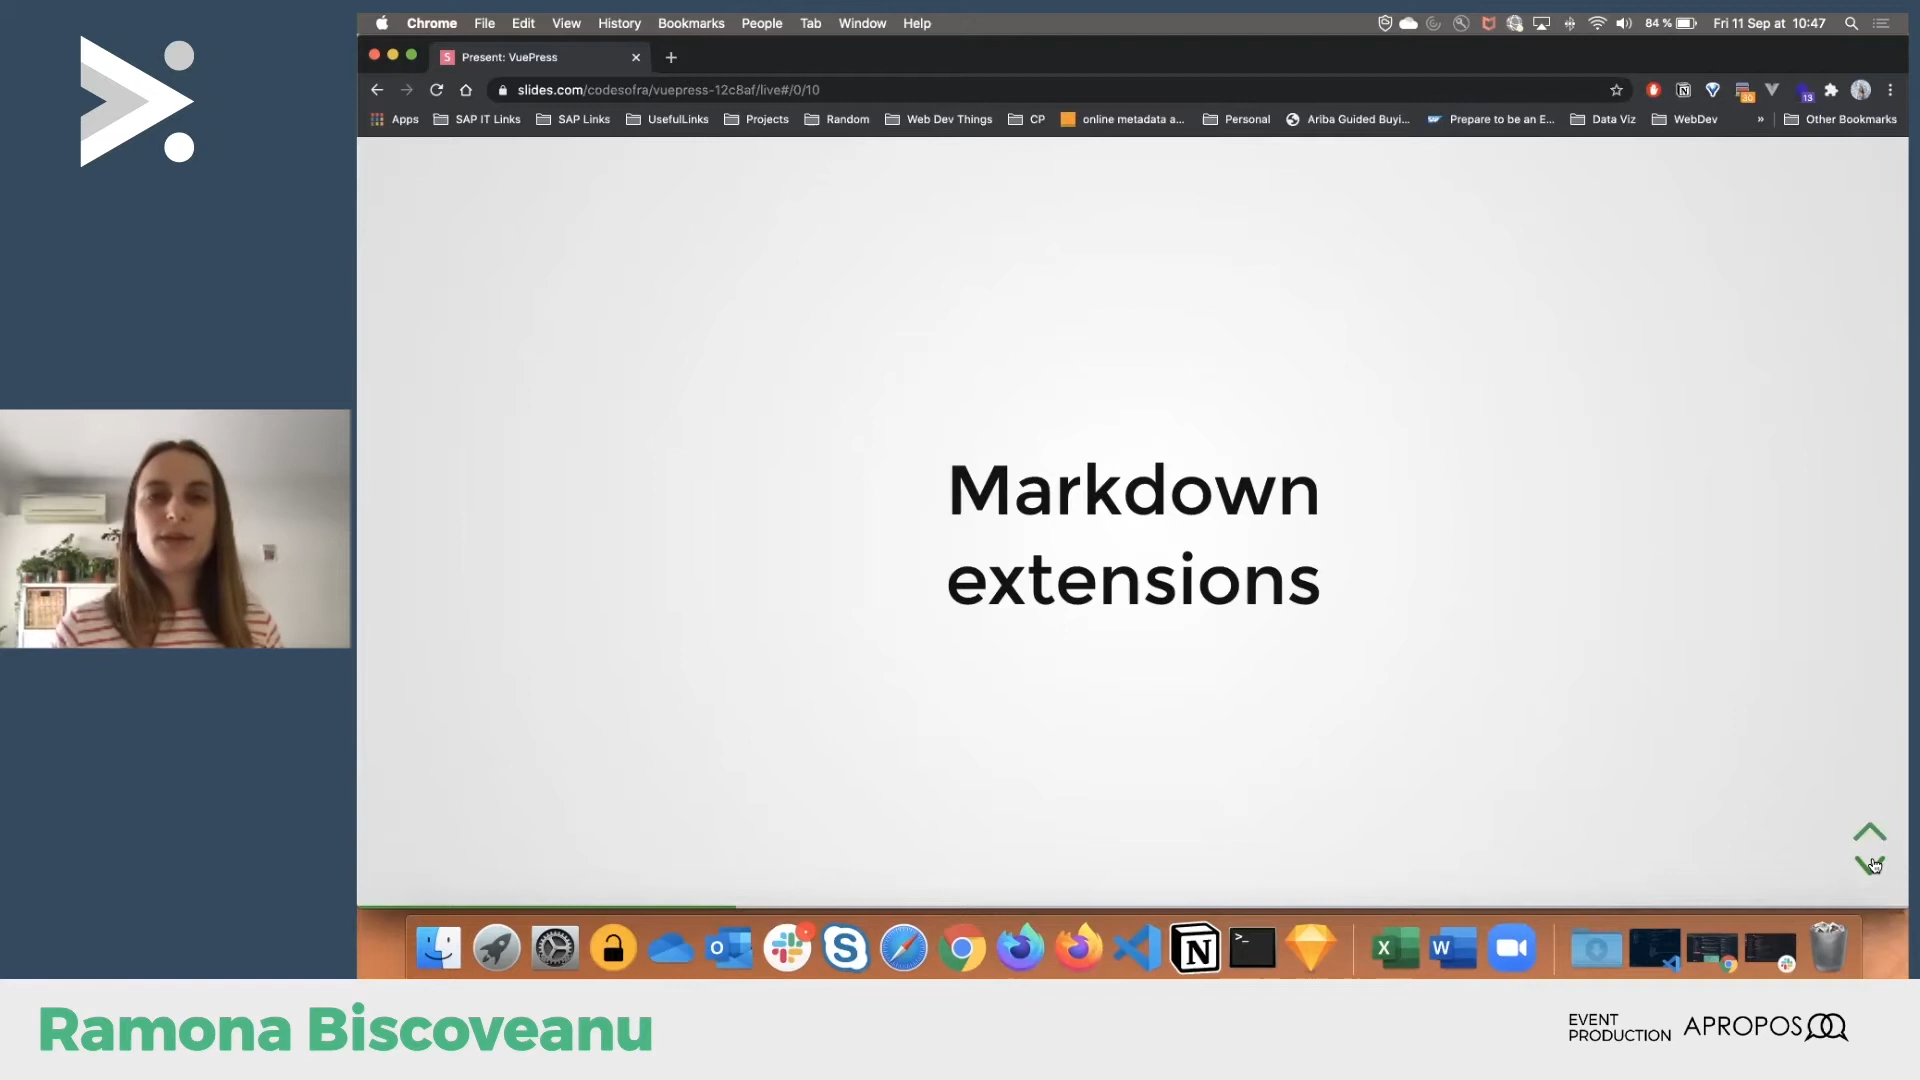 Chrome File Edit View History Bookmarks People Tab Window Help
84 % Fri 11 Sep at 10:47
S Present: VuePress
slides.com/codesofra/vuepress-12c8af/live#/0/10
30 13
Apps SAP IT Links SAP Links UsefulLinks Projects Random Web Dev Things CP online metadata a... Personal Ariba Guided Buyi... Prepare to be an E... Data Viz WebDev » Other Bookmarks
Markdown
extensions
Ramona Biscoveanu
EVENT
PRODUCTION
APROPOS